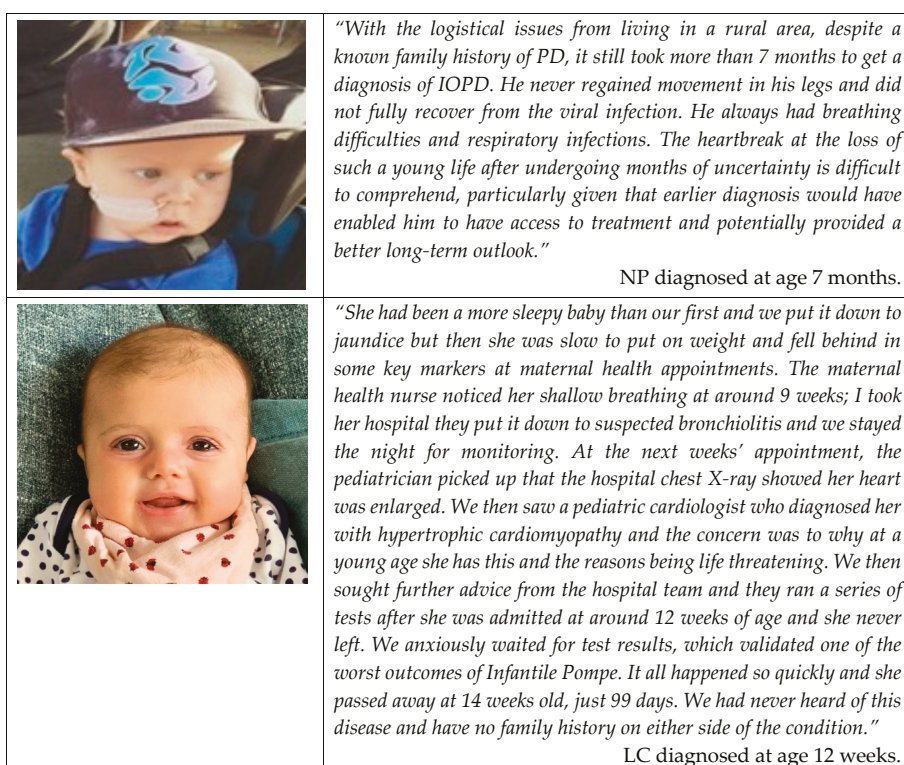 “With the logistical issues from living in a rural area, despite a
known family history of PD, it still took more than 7 months to get a
diagnosis of IOPD. He never regained movement in his legs and did
not fully recover from the viral infection. He always had breathing
difficulties and respiratory infections. The heartbreak at the loss of
such a young life after undergoing months of uncertainty is difficult
to comprehend, particularly given that earlier diagnosis would have
enabled him to have access to treatment and potentially provided a
better long-term outlook.”
NP diagnosed at age 7 months.
“She had been a more sleepy baby than our first and we put it down to
jaundice but then she was slow to put on weight and fell behind in
some key markers at maternal health appointments. The maternal
health nurse noticed her shallow breathing at around 9 weeks; I took
her hospital they put it down to suspected bronchiolitis and we stayed
the night for monitoring. At the next weeks’ appointment, the
pediatrician picked up that the hospital chest X-ray showed her heart
was enlarged. We then saw a pediatric cardiologist who diagnosed her
with hypertrophic cardiomyopathy and the concern was to why at a
young age she has this and the reasons being life threatening. We then
sought further advice from the hospital team and they ran a series of
tests after she was admitted at around 12 weeks of age and she never
left. We anxiously waited for test results, which validated one of the
worst outcomes of Infantile Pompe. It all happened so quickly and she
passed away at 14 weeks old, just 99 days. We had never heard of this
disease and have no family history on either side of the condition.”
LC diagnosed at age 12 weeks.